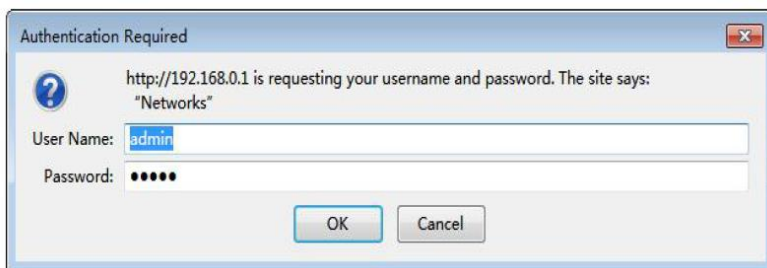 Authentication Required
http://192.168.0.1 is requesting your username and password. The site says:
"Networks"
User Name: admin
Password: •••••
OK Cancel